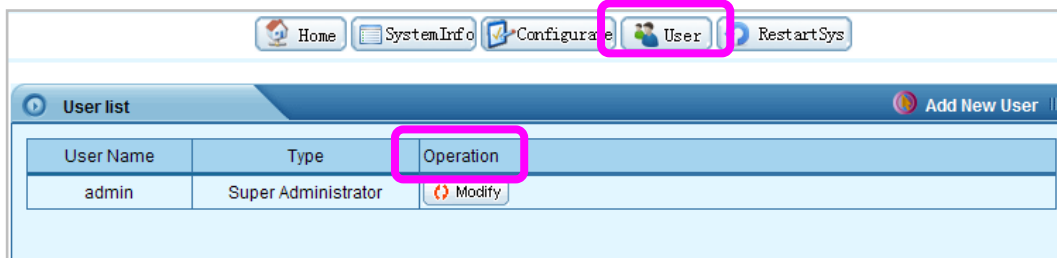 Home SystemInfo Configurate User RestartSys
User list Add New User
User Name Type Operation
admin Super Administrator Modify